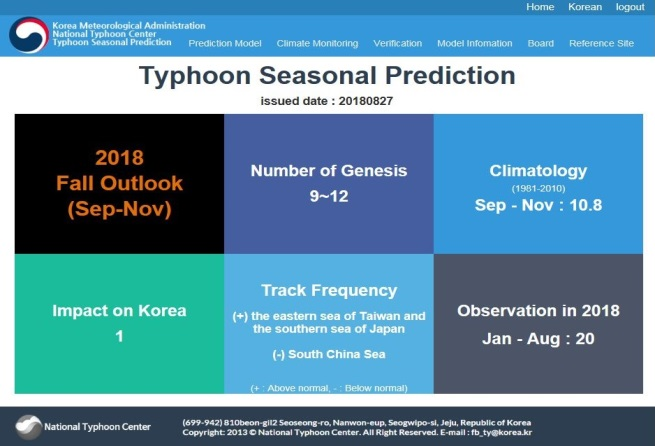 Home Korean logout
Korea Meteorological Administration
National Typhoon Center
Typhoon Seasonal Prediction
Prediction Model Climate Monitoring Verification Model Infomation Board Reference Site
Typhoon Seasonal Prediction
issued date : 20180827
2018
Fall Outlook
(Sep-Nov)
Number of Genesis
9~12
Climatology
(1981-2010)
Sep - Nov : 10.8
Impact on Korea
1
Track Frequency
(+) the eastern sea of Taiwan and
the southern sea of Japan
(-) South China Sea
(+ : Above normal, - : Below normal)
Observation in 2018
Jan - Aug : 20
National Typhoon Center
(699-942) 810beon-gil2 Seoseong-ro, Nanwon-eup, Seogwipo-si, Jeju, Republic of Korea
Copyright: 2013 © National Typhoon Center. All Right Reserved. E-mail : fb_ty@korea.kr